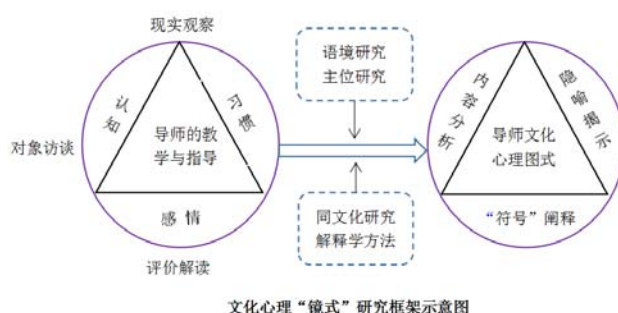 现实观察
语境研究
主位研究
认知
习惯
内容分析
隐喻揭示
对象访谈
导师的教
学与指导
导师文化
心理图式
感情
同文化研究
解释学方法
“符号”阐释
评价解读
文化心理“镜式”研究框架示意图